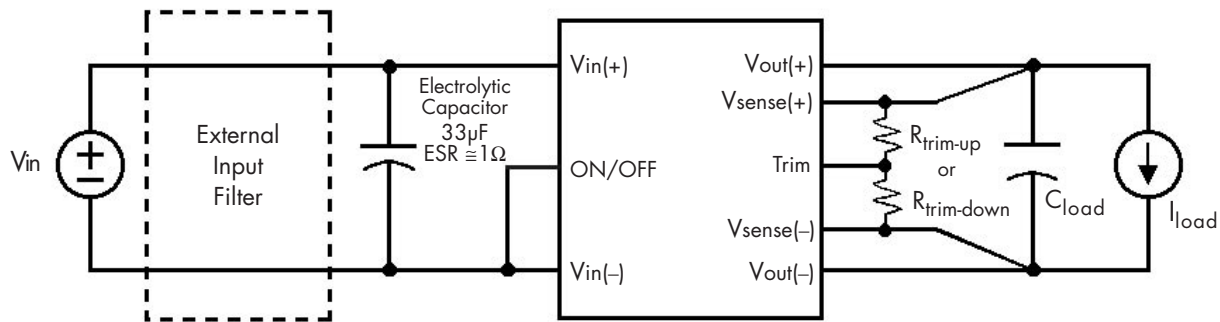 Vin
External
Input
Filter
Electrolytic
Capacitor
33µF
ESR ≅1Ω
Vin(+)
ON/OFF
Vin(–)
Vout(+)
Vsense(+)
Trim
Vsense(–)
Vout(–)
Rtrim-up
or
Rtrim-down
Cload
Iload